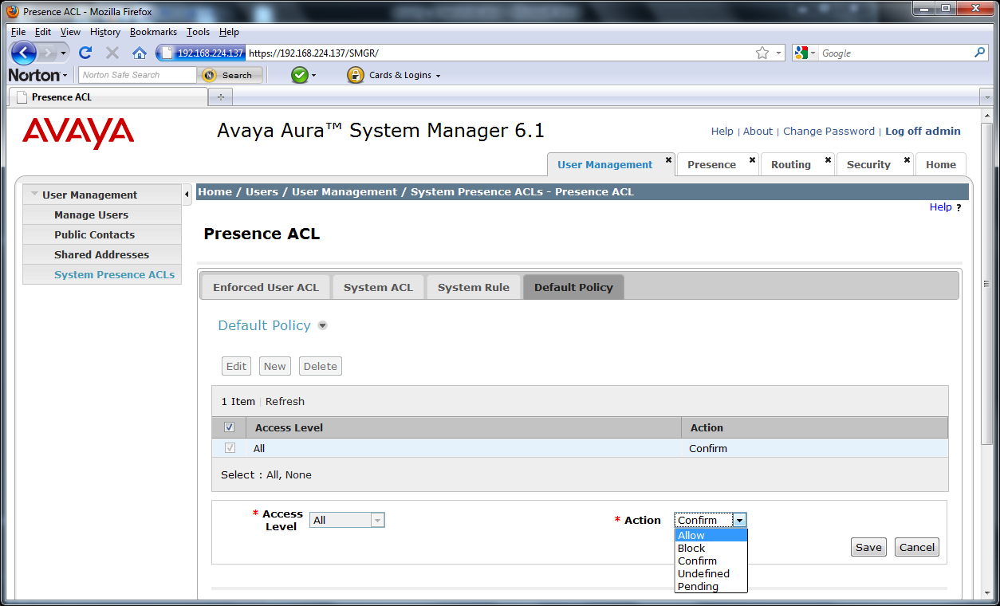 Presence ACL - Mozilla Firefox
File Edit View History Bookmarks Tools Help
192.168.224.137 https://192.168.224.137/SMGR/ Google
Norton Norton Safe Search Search Cards & Logins
Presence ACL
AVAYA Avaya Aura™ System Manager 6.1 Help | About | Change Password | Log off admin
User Management Presence Routing Security Home
User Management
Manage Users
Public Contacts
Shared Addresses
System Presence ACLs
Home / Users / User Management / System Presence ACLs - Presence ACL
Help ?
Presence ACL
Enforced User ACL System ACL System Rule Default Policy
Default Policy
Edit New Delete
1 Item | Refresh
Access Level Action
All Confirm
Select : All, None
* Access Level All * Action Confirm
Allow
Block
Confirm
Undefined
Pending
Save Cancel